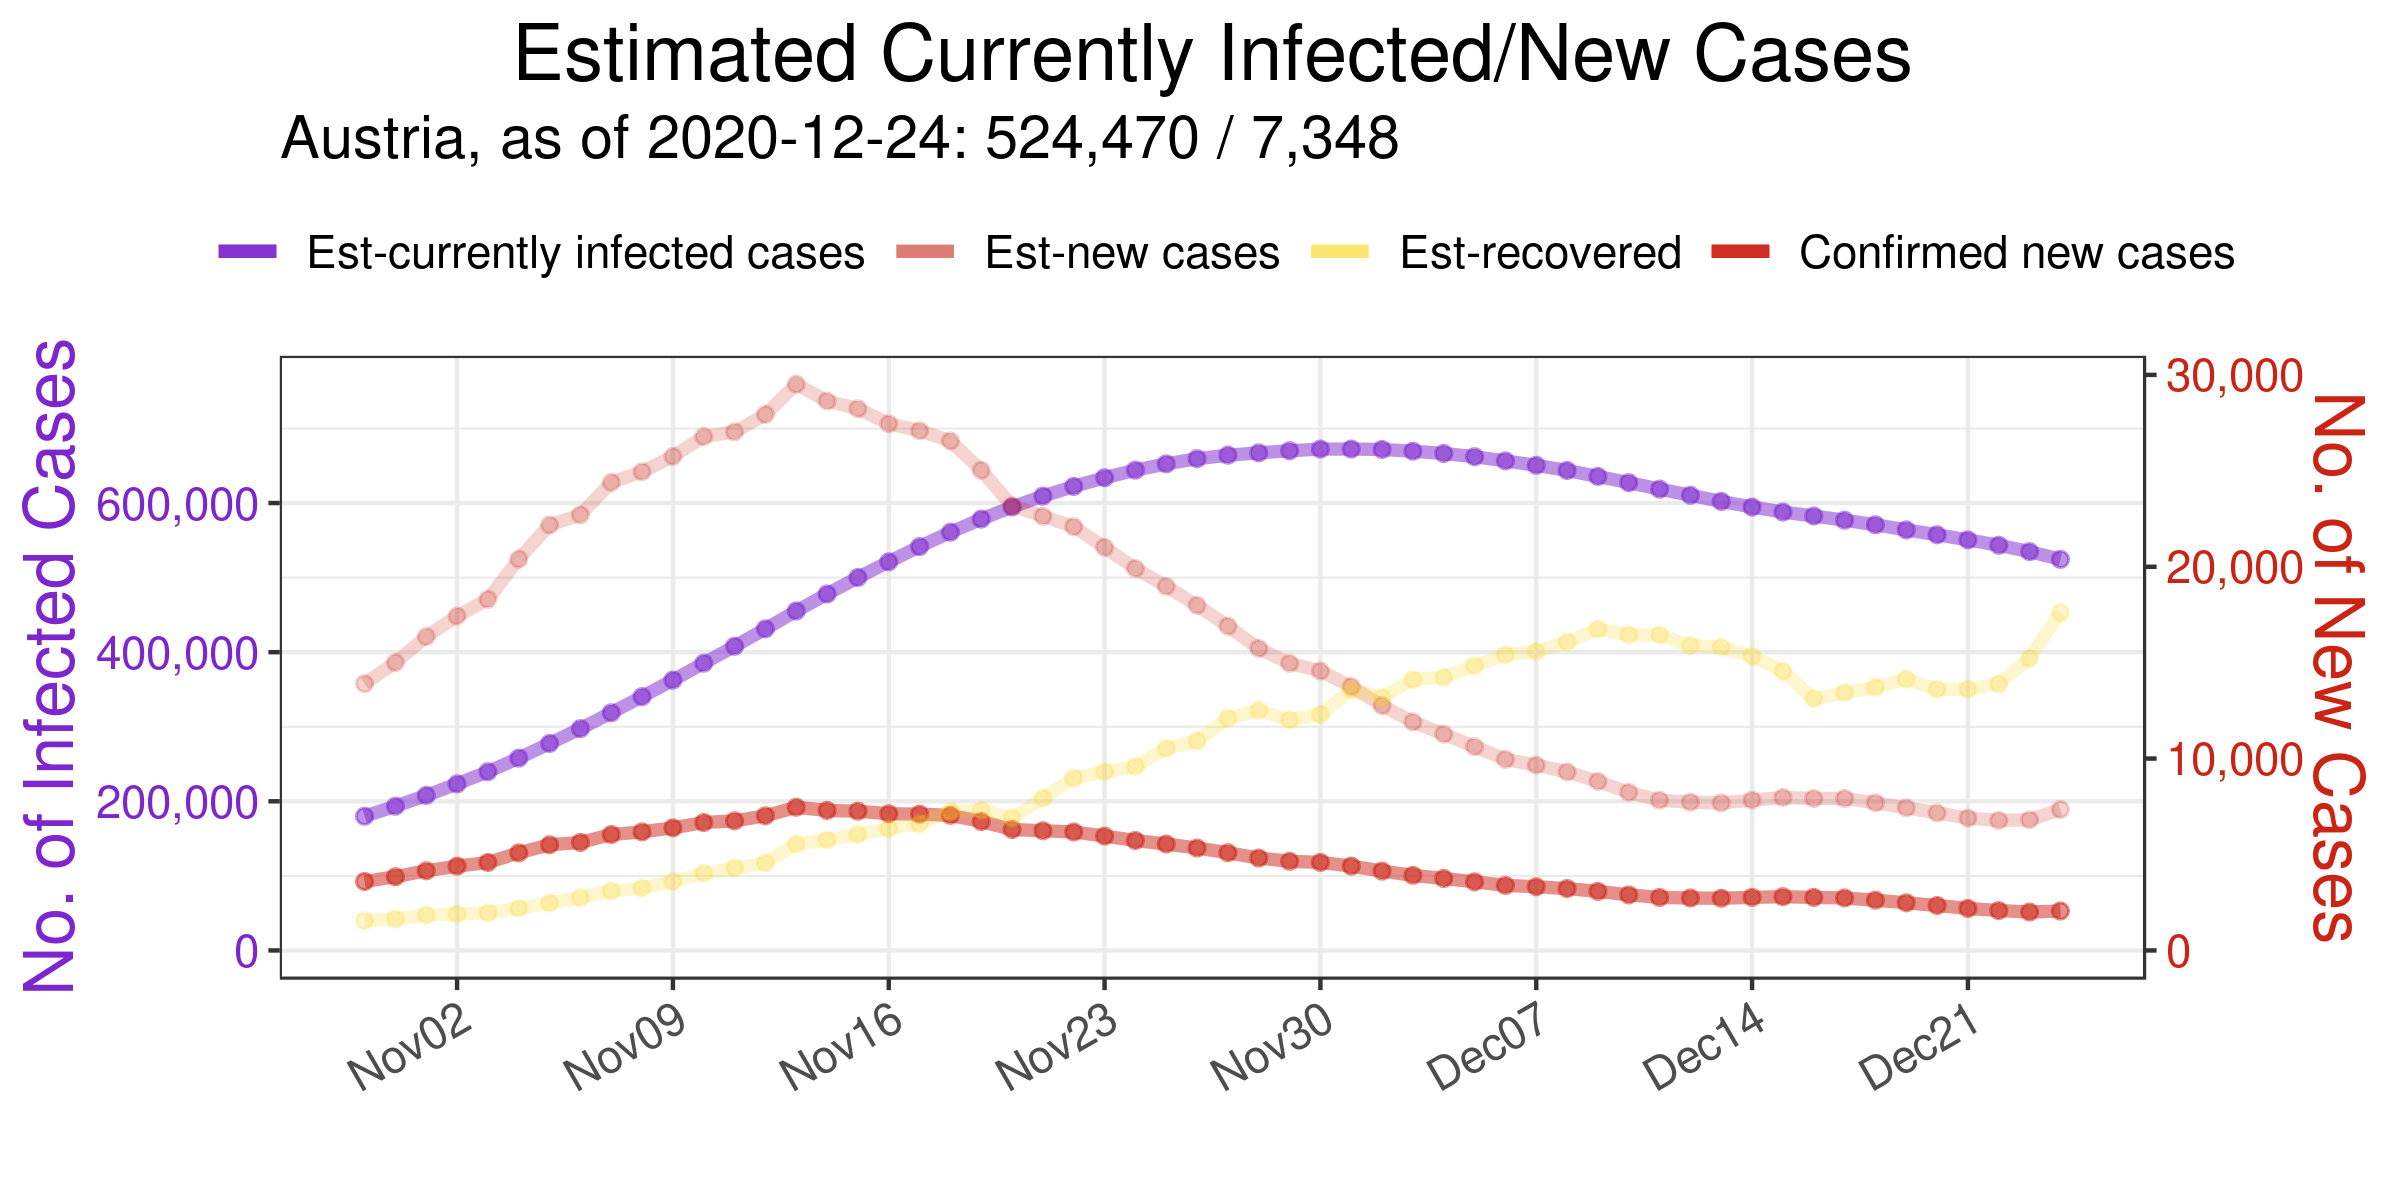 Estimated Currently Infected/New Cases
Austria, as of 2020-12-24: 524,470 / 7,348
Est-currently infected cases Est-new cases Est-recovered Confirmed new cases
No. of Infected Cases
600,000
400,000
200,000
0
30,000
20,000
10,000
0
No. of New Cases
Nov02 Nov09 Nov16 Nov23 Nov30 Dec07 Dec14 Dec21